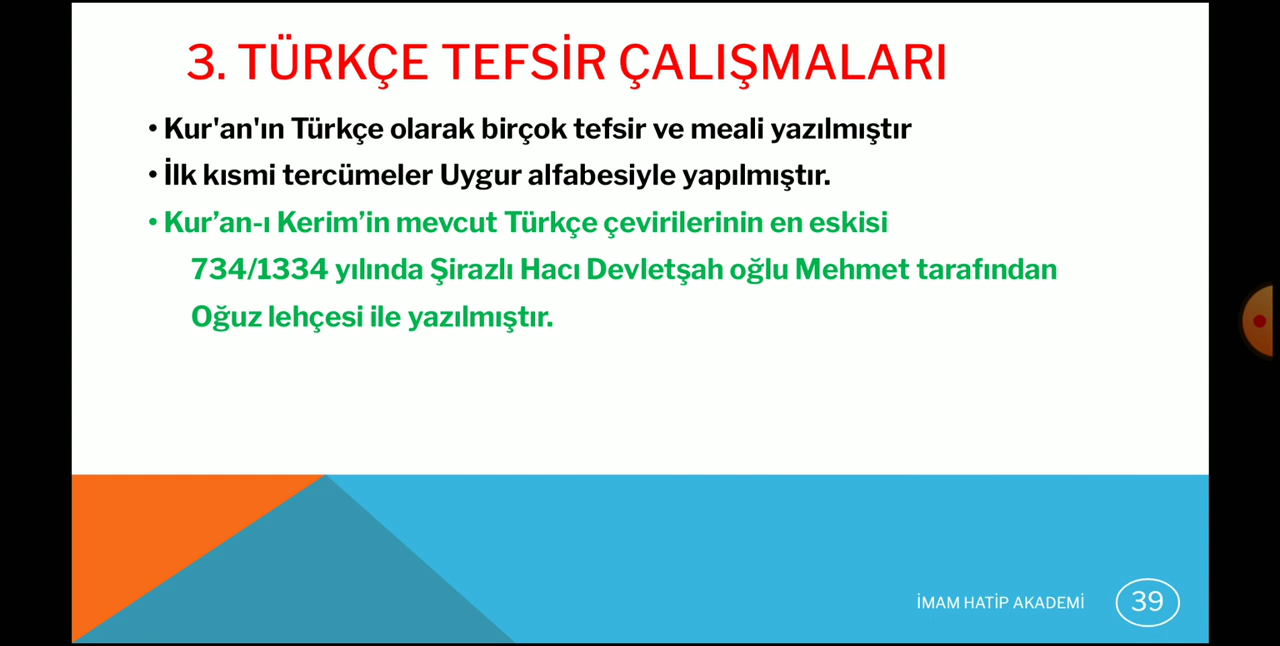 3. TÜRKÇE TEFSİR ÇALIŞMALARI
• Kur'an'ın Türkçe olarak birçok tefsir ve meali yazılmıştır
• İlk kısmi tercümeler Uygur alfabesiyle yapılmıştır.
• Kur’an-ı Kerim’in mevcut Türkçe çevirilerinin en eskisi
734/1334 yılında Şirazlı Hacı Devletşah oğlu Mehmet tarafından
Oğuz lehçesi ile yazılmıştır.
İMAM HATİP AKADEMİ
39